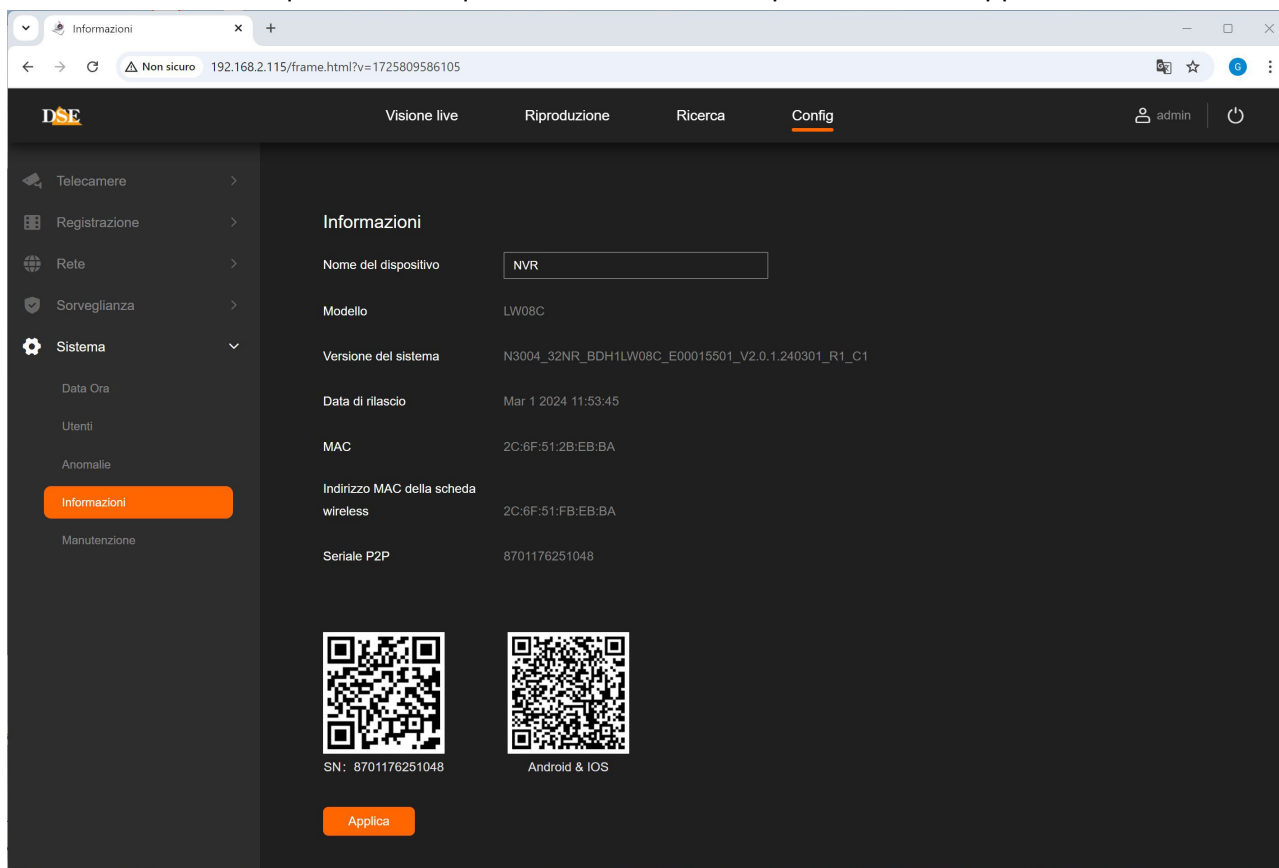 Informazioni
Non sicuro 192.168.2.115/frame.html?v=1725809586105
G
DSE Visione live Riproduzione Ricerca Config admin
Telecamere
Registrazione
Rete
Sorveglianza
Sistema
Data Ora
Utenti
Anomalie
Informazioni
Manutenzione
Informazioni
Nome del dispositivo NVR
Modello LW08C
Versione del sistema N3004_32NR_BDH1LW08C_E00015501_V2.0.1.240301_R1_C1
Data di rilascio Mar 1 2024 11:53:45
MAC 2C:6F:51:2B:EB:BA
Indirizzo MAC della scheda
wireless 2C:6F:51:FB:EB:BA
Seriale P2P 8701176251048
SN: 8701176251048 Android & IOS
Applica